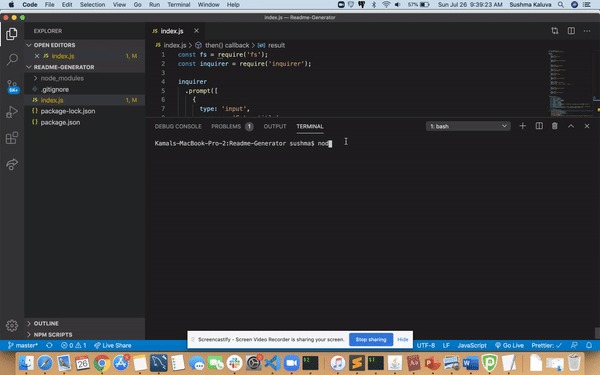 Code File Edit Selection View Go Run Terminal Window Help 57% Sun Jul 26 9:39:23 AM Sushma Kaluva
index.js — Readme-Generator
EXPLORER
OPEN EDITORS
index.js 1, M
README-GENERATOR
node_modules
.gitignore
index.js 1, M
package-lock.json
package.json
OUTLINE
NPM SCRIPTS
index.js
index.js > then() callback > result
1 const fs = require('fs');
2 const inquirer = require('inquirer');
3
4 inquirer
5 .prompt([
6 {
7 type: 'input',
DEBUG CONSOLE PROBLEMS 1 OUTPUT TERMINAL 1: bash
Kamals-MacBook-Pro-2:Readme-Generator sushma$ nod
Screencastify - Screen Video Recorder is sharing your screen. Stop sharing Hide
master* 0 1 Live Share UTF-8 LF JavaScript Go Live Prettier: ✓